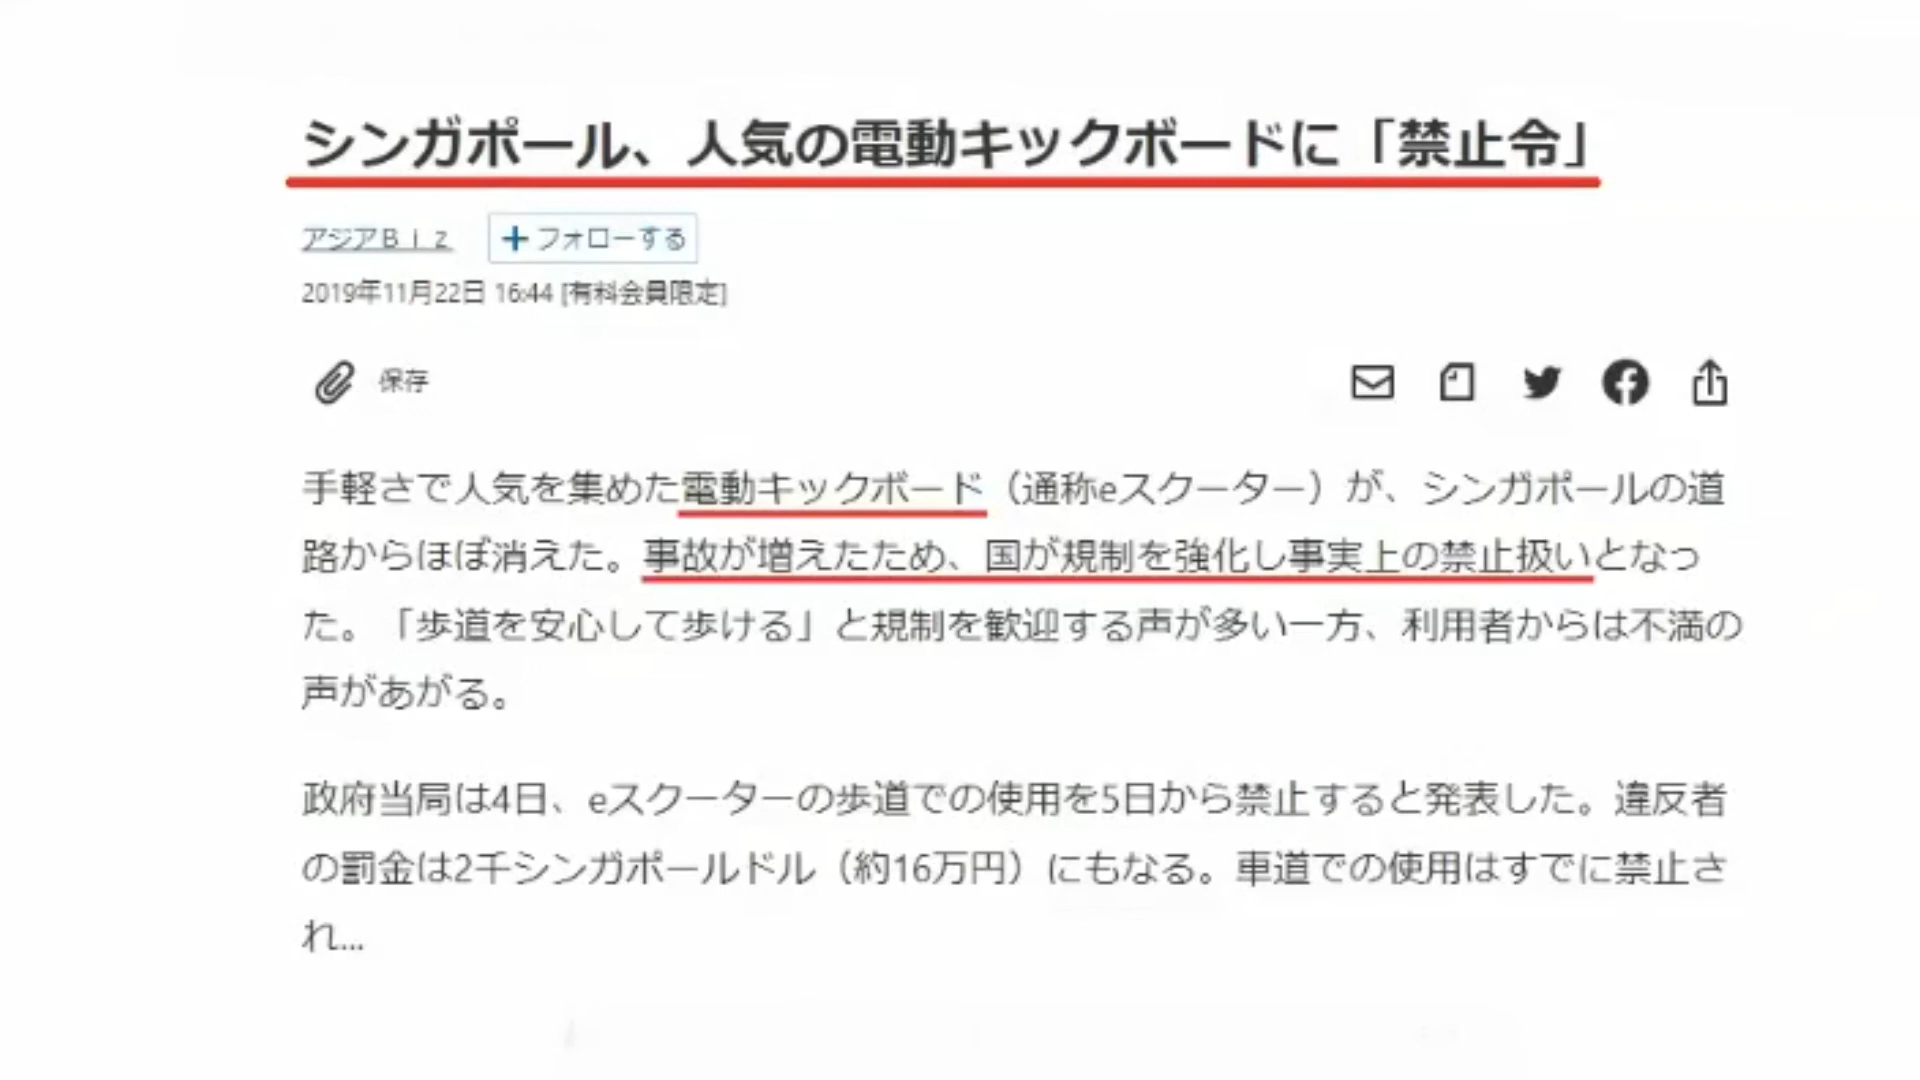 シンガポール、人気の電動キックボードに「禁止令」
アジアBiz
+フォローする
2019年11月22日 16:44 [有料会員限定]
保存
手軽さで人気を集めた電動キックボード（通称eスクーター）が、シンガポールの道
路からほぼ消えた。事故が増えたため、国が規制を強化し事実上の禁止扱いとなっ
た。「歩道を安心して歩ける」と規制を歓迎する声が多い一方、利用者からは不満の
声があがる。
政府当局は4日、eスクーターの歩道での使用を5日から禁止すると発表した。違反者
の罰金は2千シンガポールドル（約16万円）にもなる。車道での使用はすでに禁止さ
れ...